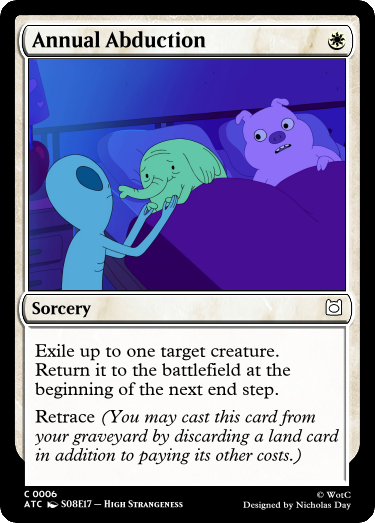 Annual Abduction
Sorcery
Exile up to one target creature.
Return it to the battlefield at the
beginning of the next end step.
Retrace (You may cast this card from
your graveyard by discarding a land card
in addition to paying its other costs.)
C 0006
© WotC
ATC S08E17 — High Strangeness
Designed by Nicholas Day